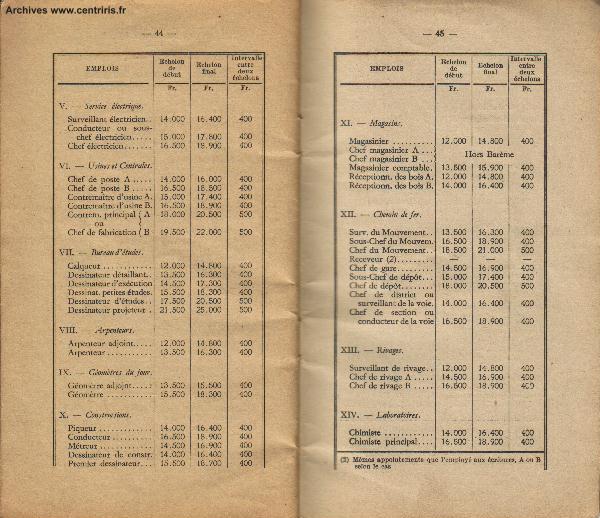 Archives www.centriris.fr
— 44 —
EMPLOIS Echelon de début Echelon final Intervalle entre deux échelons
Fr. Fr. Fr.
V. — Service électrique.
Surveillant électricien.. 14.000 16.400 400
Conducteur ou sous-
chef électricien..... 15.000 17.800 400
Chef électricien....... 16.500 18.900 400
VI. — Usines et Centrales.
Chef de poste A ..... 14.000 16.000 400
Chef de poste B ..... 16.500 400
Contremaître d'usine A. 15.000 17.400 400
Contremaître d'usine B. 16.500 18.900 400
Contrem. principal A 18.000 20.500 500
ou
Chef de fabrication B 19.500 22.000 500
VII. — Bureau d'études.
Calqueur ............ 12.000 14.800 400
Dessinateur détaillant.. 13.500 16.300 400
Dessinateur d'exécution 14.500 17.300 400
Dessinat. petites études. 15.500 18.300 400
Dessinateur d'études.. 17.500 20.500 500
Dessinateur projeteur . 21.500 25.000 500
VIII. — Arpenteurs.
Arpenteur adjoint..... 12.000 14.800 400
Arpenteur ........... 13.500 16.300 400
IX. — Géomètres du jour.
Géomètre adjoint..... 13.500 400
Géomètre ........... 15.500 18.300 400
X. — Constructions.
Piqueur ............. 14.000 16.400 400
Conducteur .......... 16.500 18.900 400
Métreur ............. 14.500 16.900 400
Dessinateur de constr. 14.000 16.400 400
Premier dessinateur... 15.500 18.700 400
— 45 —
EMPLOIS Echelon de début Echelon final Intervalle entre deux échelons
Fr. Fr. Fr.
XI. — Magasins.
Magasinier .......... 12.000 14.800 400
Chef magasinier A ...
Chef magasinier B ... Hors Barème
Magasinier comptable. 13.500 15.900 400
Réceptionn. des bois A. 12.000 14.800 400
Réceptionn. des bois B. 14.000 16.400 400
XII. — Chemin de fer.
Surv. du Mouvement.. 13.500 16.300 400
Sous-Chef du Mouvem. 16.500 18.900 400
Chef du Mouvement.. 18.500 21.000 500
Receveur (2)......... — — —
Chef de gare......... 14.500 16.900 400
Sous-Chef de dépôt... 15.000 17.400 400
Chef de dépôt........ 18.000 20.500 500
Chef de district ou
surveillant de la voie. 14.000 16.400 400
Chef de section ou
conducteur de la voie 16.500 18.900 400
XIII. — Rivages.
Surveillant de rivage.. 12.000 14.800 400
Chef de rivage A ..... 14.500 16.900 400
Chef de rivage B ..... 16.500 18.900 400
XIV. — Laboratoires.
Chimiste ............ 14.000 16.400 400
Chimiste principal.... 16.500 18.900 400
(2) Mêmes appointements que l'employé aux écritures, A ou B
selon le cas